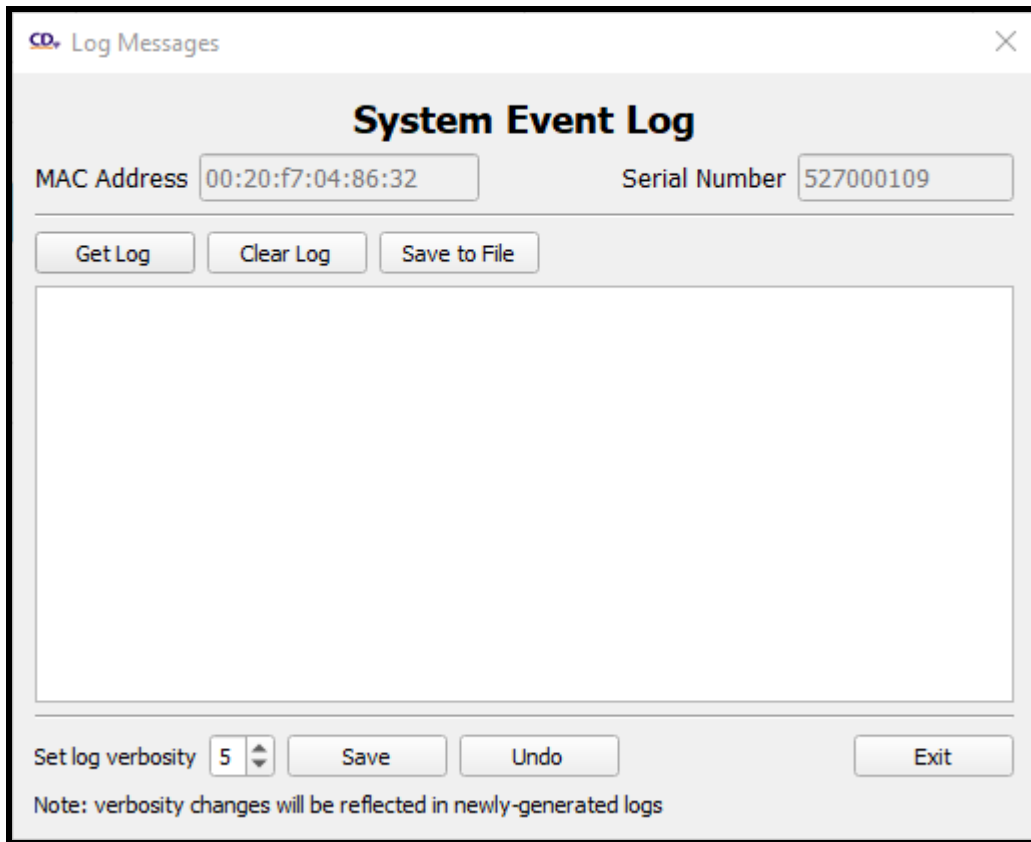 CD Log Messages
System Event Log
MAC Address 00:20:f7:04:86:32 Serial Number 527000109
Get Log Clear Log Save to File
Set log verbosity 5 Save Undo Exit
Note: verbosity changes will be reflected in newly-generated logs